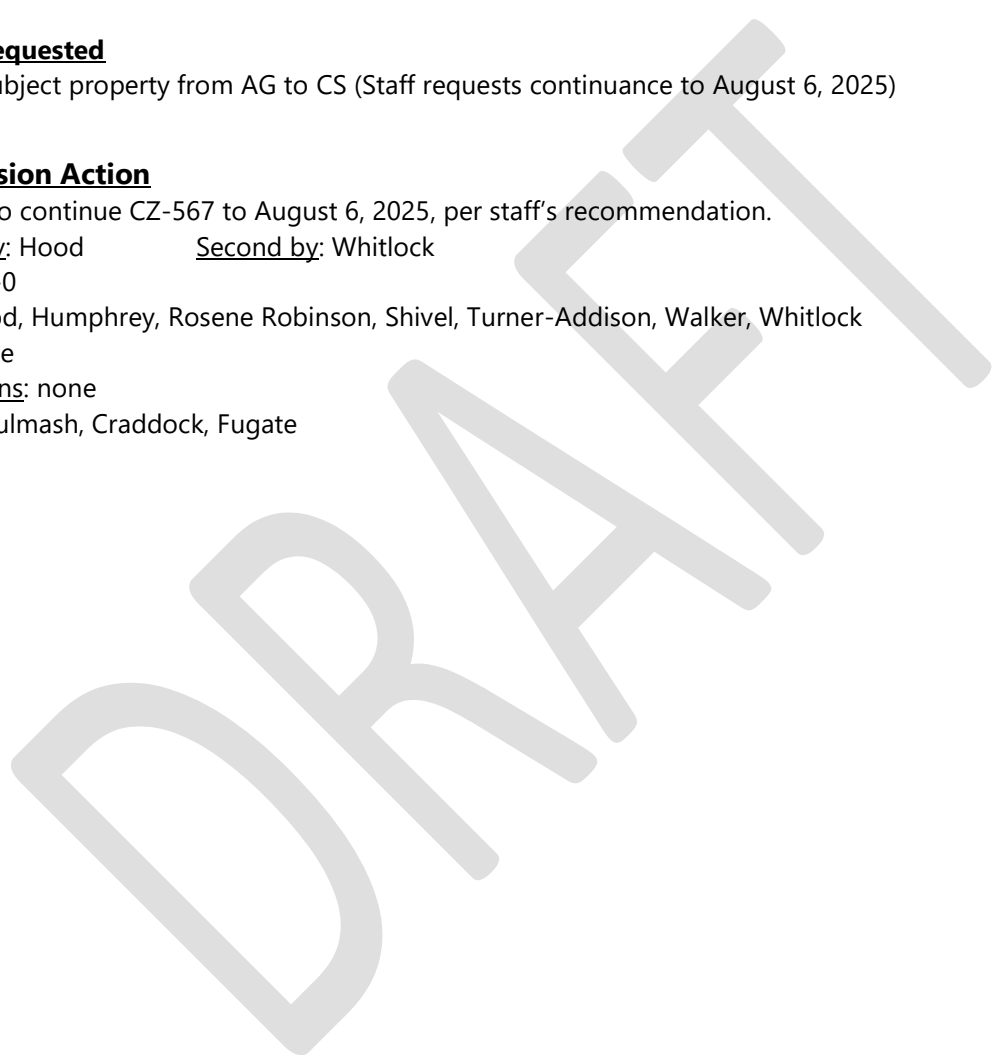 equested
bject property from AG to CS (Staff requests continuance to August 6, 2025)
sion Action
o continue CZ-567 to August 6, 2025, per staff's recommendation.
: Hood Second by: Whitlock
0
d, Humphrey, Rosene Robinson, Shivel, Turner-Addison, Walker, Whitlock
e
ns: none
ulmash, Craddock, Fugate
DRAFT